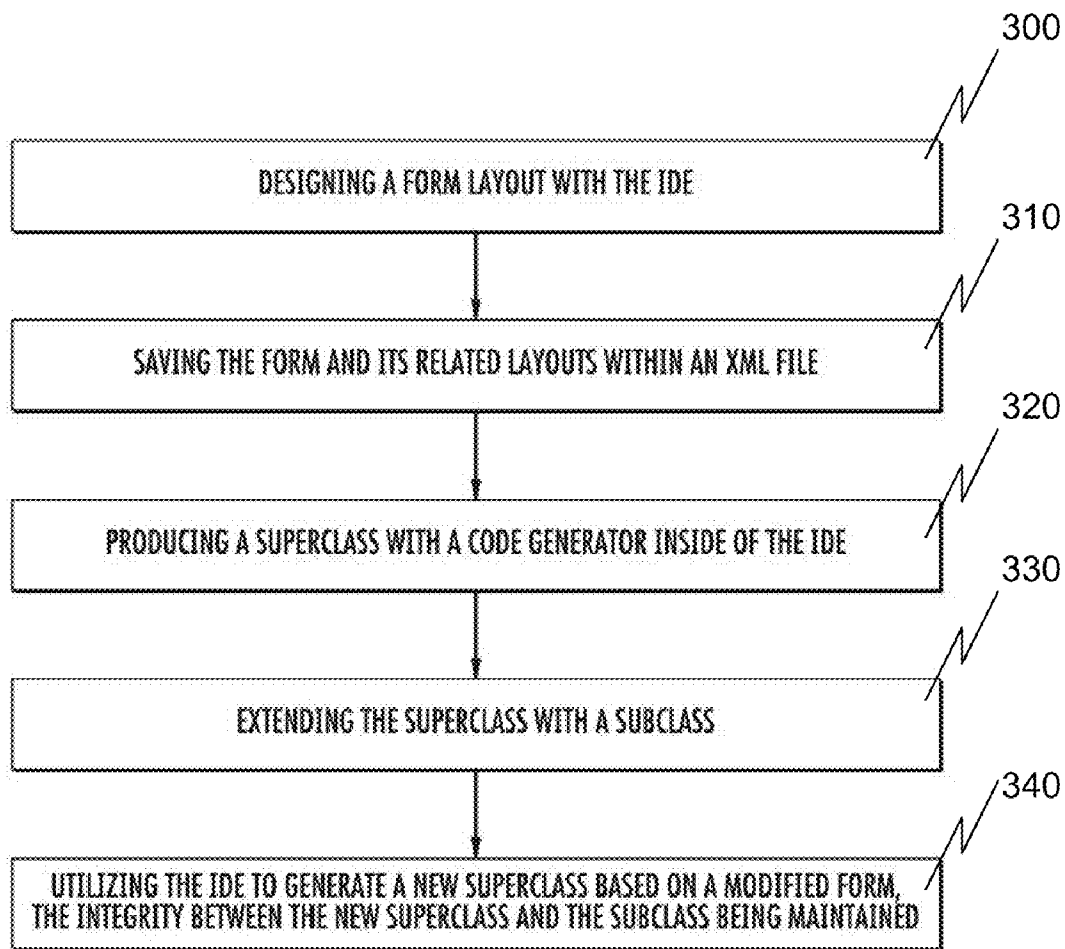 300
DESIGNING A FORM LAYOUT WITH THE IDE
310
SAVING THE FORM AND ITS RELATED LAYOUTS WITHIN AN XML FILE
320
PRODUCING A SUPERCLASS WITH A CODE GENERATOR INSIDE OF THE IDE
330
EXTENDING THE SUPERCLASS WITH A SUBCLASS
340
UTILIZING THE IDE TO GENERATE A NEW SUPERCLASS BASED ON A MODIFIED FORM,
THE INTEGRITY BETWEEN THE NEW SUPERCLASS AND THE SUBCLASS BEING MAINTAINED